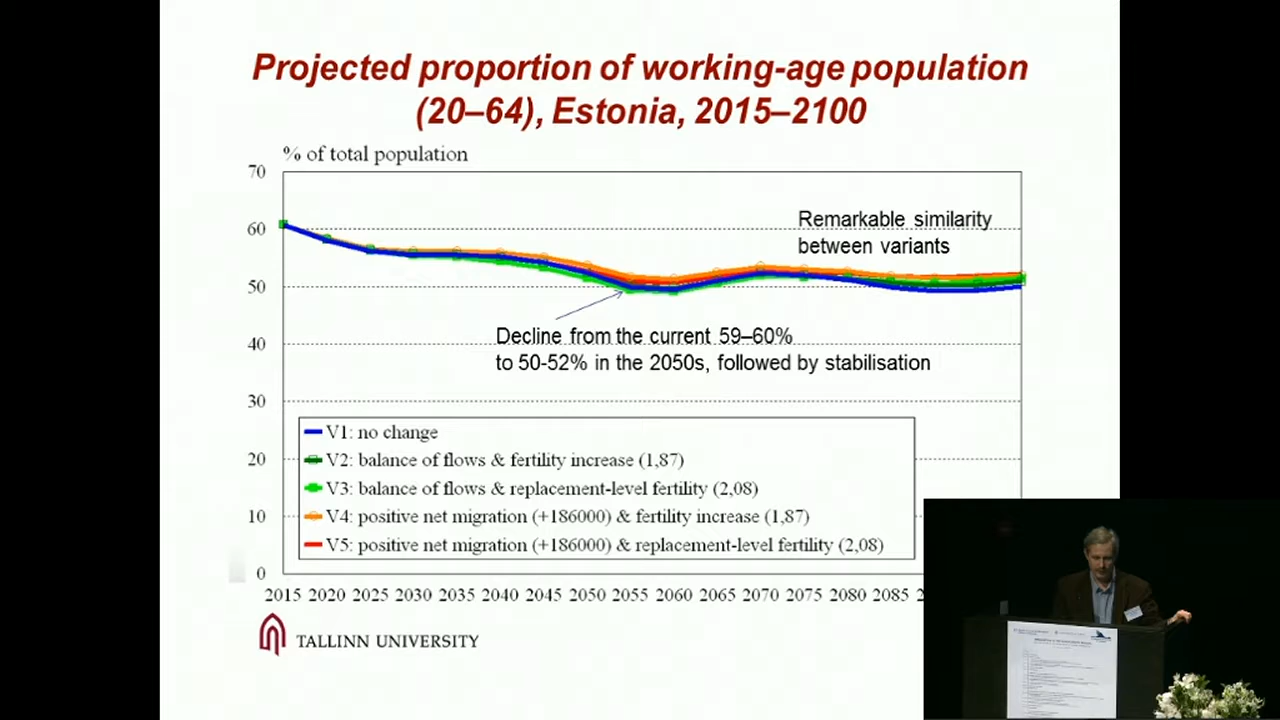 Projected proportion of working-age population
(20–64), Estonia, 2015–2100
% of total population
70
60
50
40
30
20
10
0
Remarkable similarity
between variants
Decline from the current 59–60%
to 50-52% in the 2050s, followed by stabilisation
V1: no change
V2: balance of flows & fertility increase (1,87)
V3: balance of flows & replacement-level fertility (2,08)
V4: positive net migration (+186000) & fertility increase (1,87)
V5: positive net migration (+186000) & replacement-level fertility (2,08)
2015 2020 2025 2030 2035 2040 2045 2050 2055 2060 2065 2070 2075 2080 2085
TALLINN UNIVERSITY